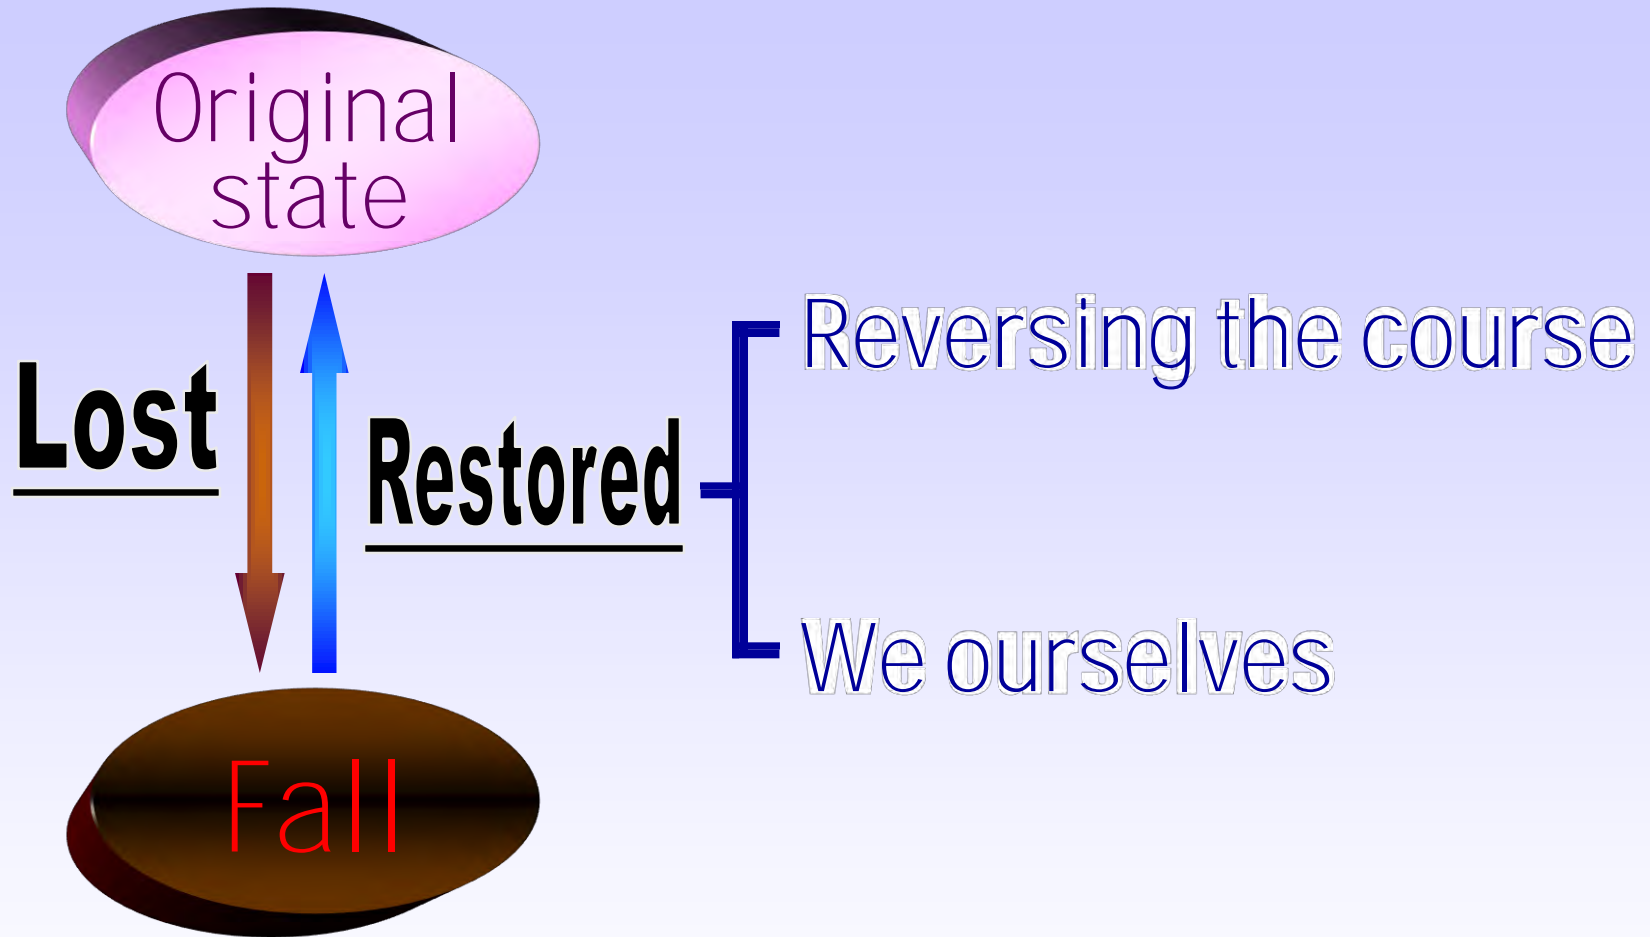 Original
state
Lost
Restored
Reversing the course
We ourselves
Fall